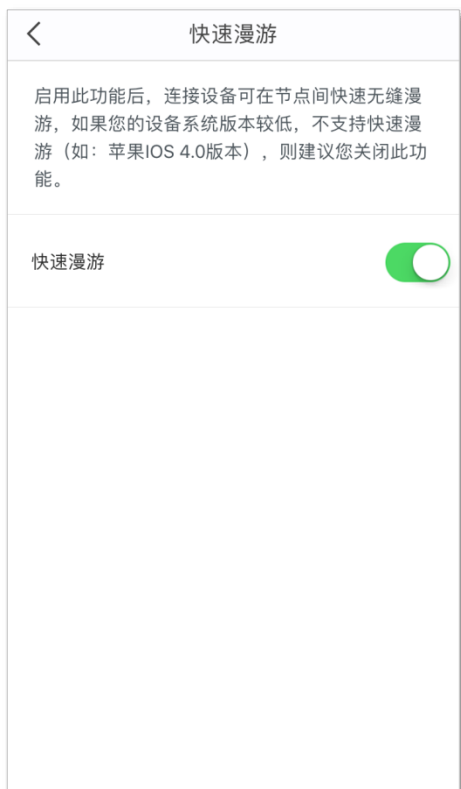 快速漫游
启用此功能后，连接设备可在节点间快速无缝漫
游，如果您的设备系统版本较低，不支持快速漫
游（如：苹果IOS 4.0版本），则建议您关闭此功
能。
快速漫游